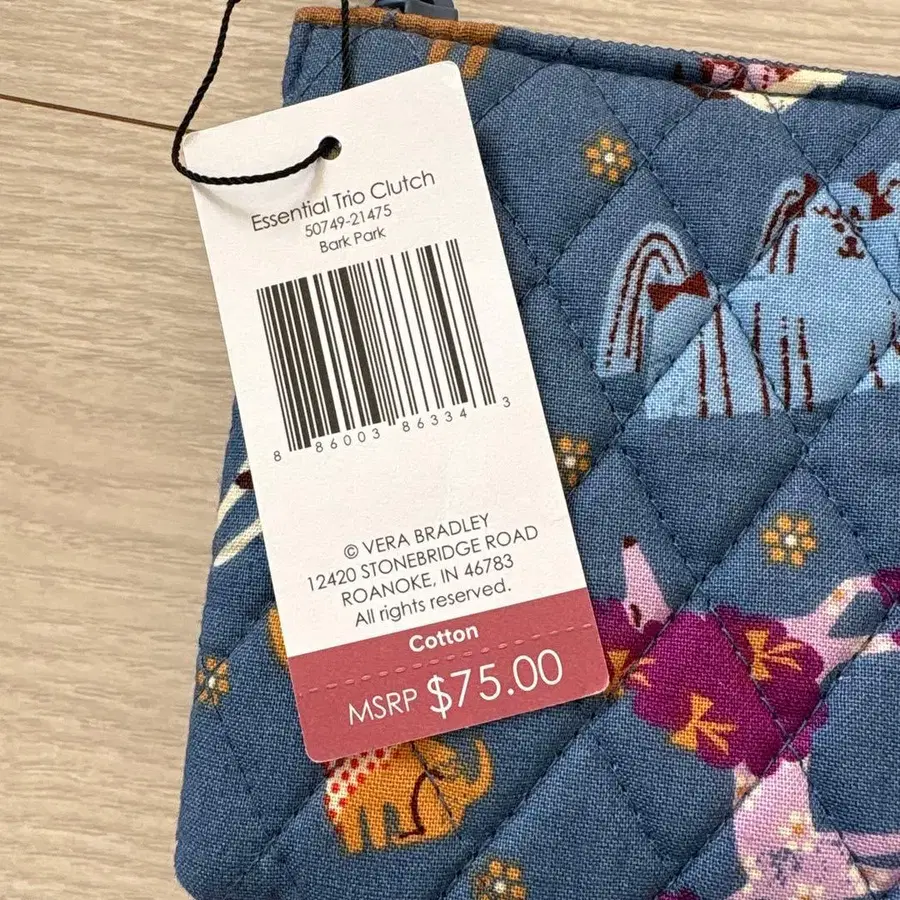 Essential Trio Clutch
50749-21475
Bark Park
8 86003 86334 3
© VERA BRADLEY
12420 STONEBRIDGE ROAD
ROANOKE, IN 46783
All rights reserved.
Cotton
MSRP $75.00